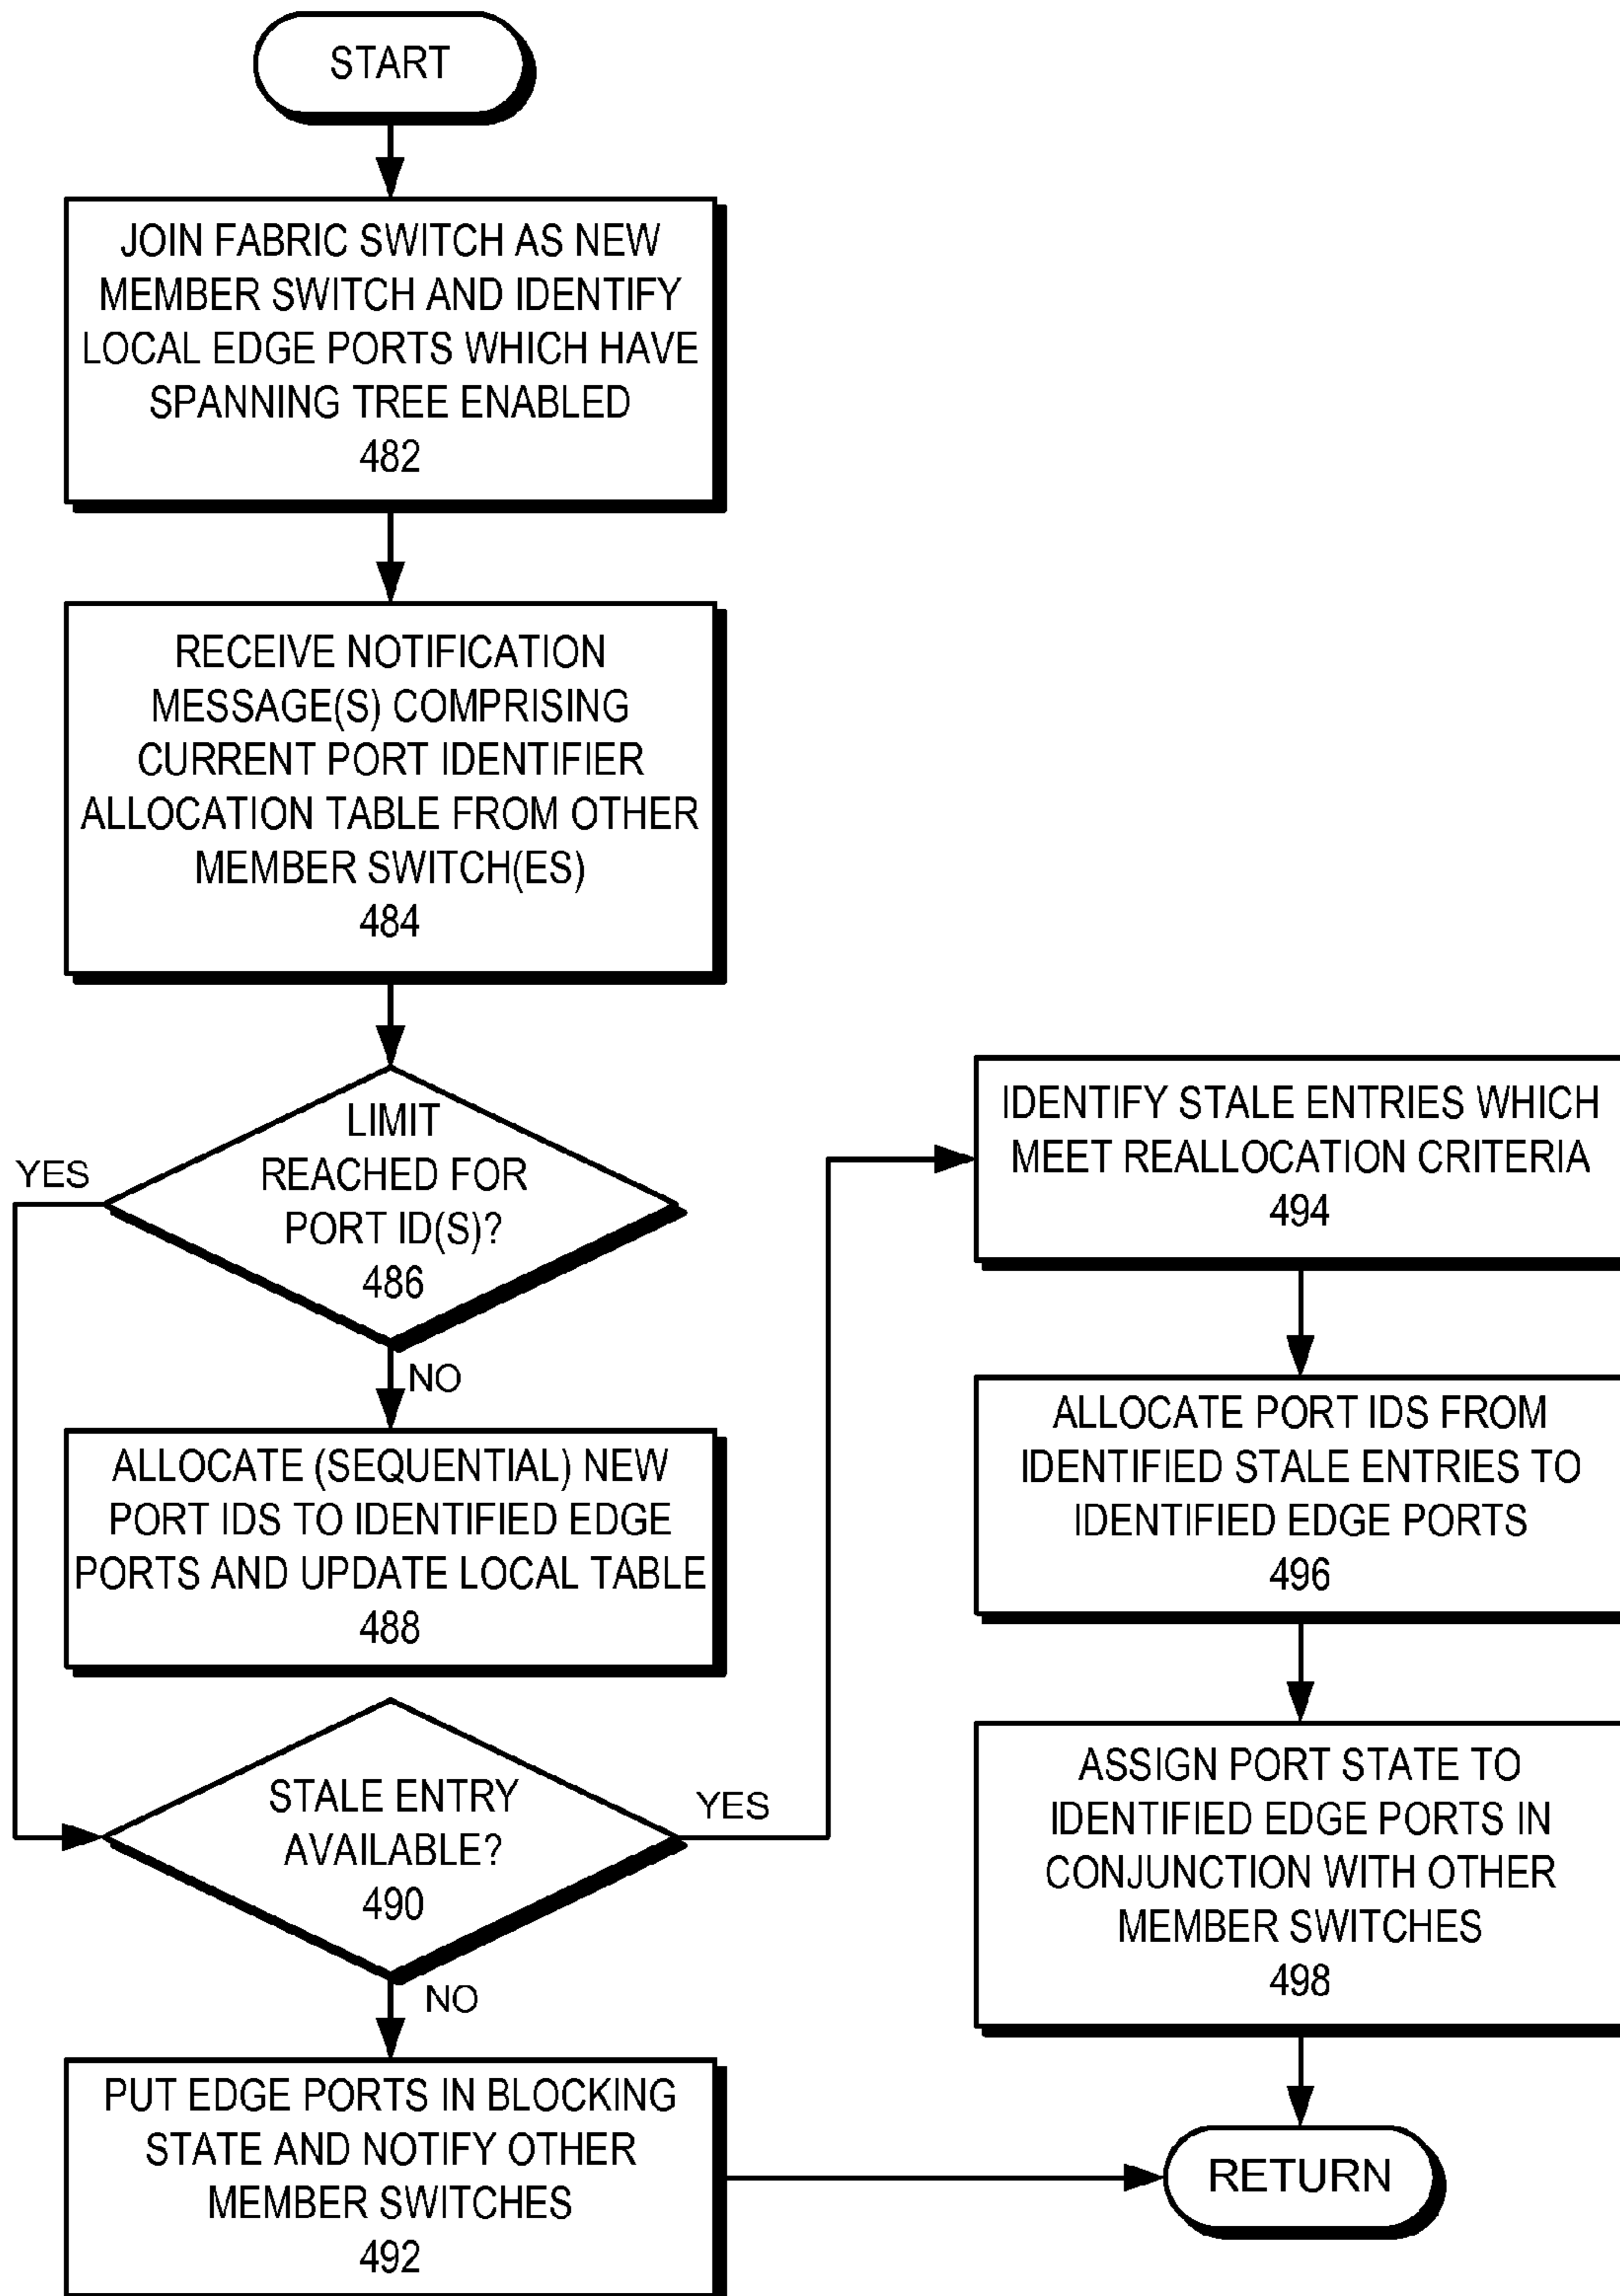 START
JOIN FABRIC SWITCH AS NEW
MEMBER SWITCH AND IDENTIFY
LOCAL EDGE PORTS WHICH HAVE
SPANNING TREE ENABLED
482
RECEIVE NOTIFICATION
MESSAGE(S) COMPRISING
CURRENT PORT IDENTIFIER
ALLOCATION TABLE FROM OTHER
MEMBER SWITCH(ES)
484
LIMIT
REACHED FOR
PORT ID(S)?
486
YES
NO
ALLOCATE (SEQUENTIAL) NEW
PORT IDS TO IDENTIFIED EDGE
PORTS AND UPDATE LOCAL TABLE
488
STALE ENTRY
AVAILABLE?
490
YES
NO
PUT EDGE PORTS IN BLOCKING
STATE AND NOTIFY OTHER
MEMBER SWITCHES
492
IDENTIFY STALE ENTRIES WHICH
MEET REALLOCATION CRITERIA
494
ALLOCATE PORT IDS FROM
IDENTIFIED STALE ENTRIES TO
IDENTIFIED EDGE PORTS
496
ASSIGN PORT STATE TO
IDENTIFIED EDGE PORTS IN
CONJUNCTION WITH OTHER
MEMBER SWITCHES
498
RETURN